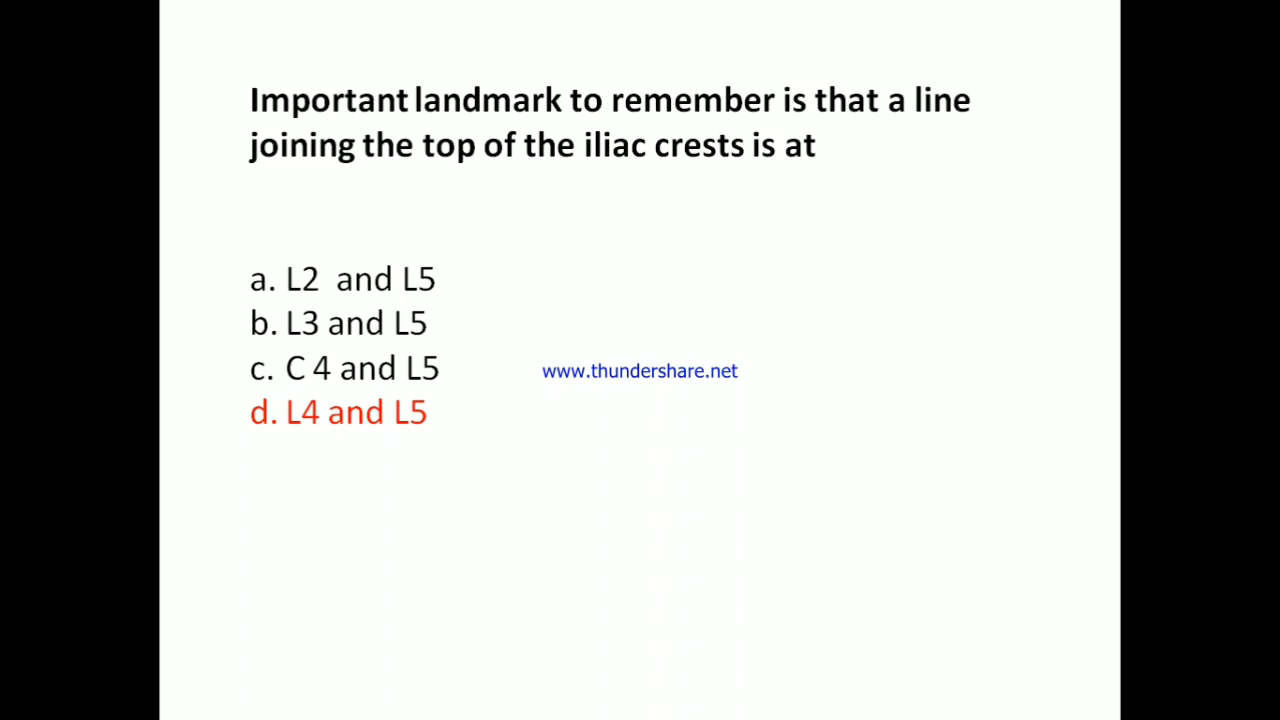 Important landmark to remember is that a line
joining the top of the iliac crests is at
a. L2 and L5
b. L3 and L5
c. C 4 and L5
www.thundershare.net
d. L4 and L5